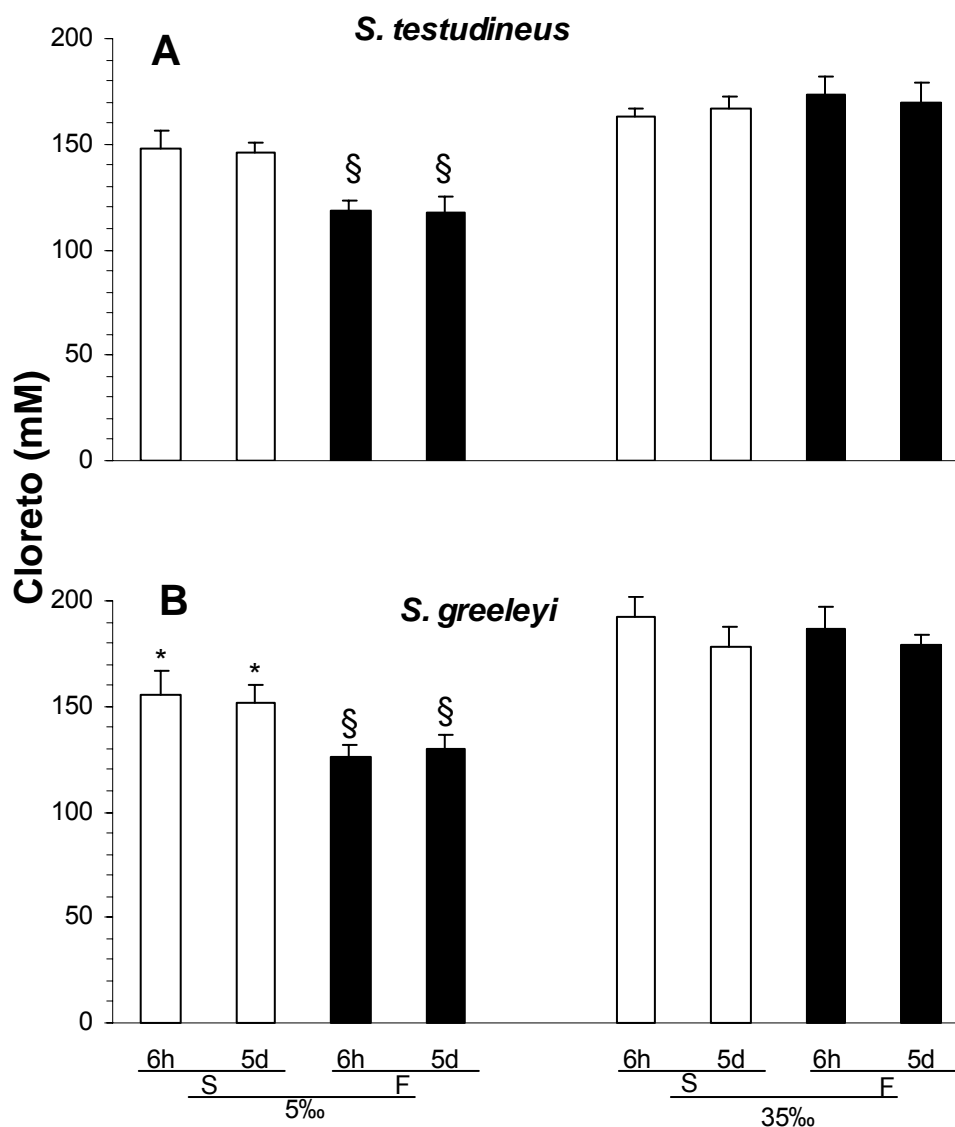 S. testudineus
A
200
150
100
50
0
§ §
Cloreto (mM)
B
S. greeleyi
200
150
100
50
0
* * § §
6h 5d 6h 5d 6h 5d 6h 5d
S F S F
5‰ 35‰